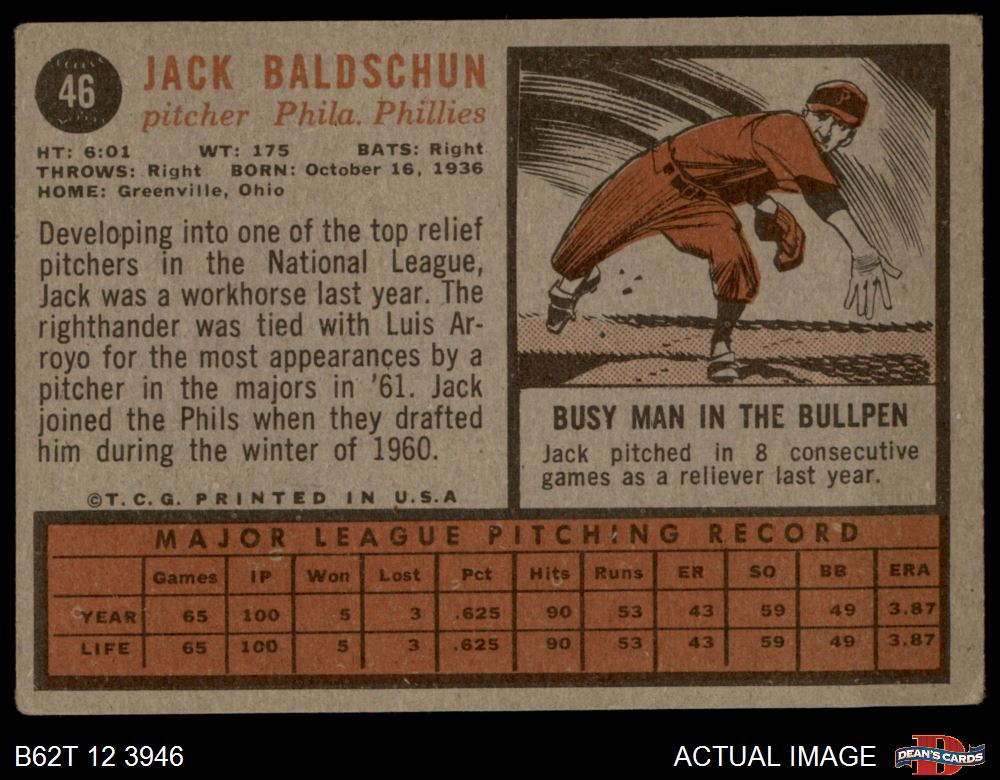 46
JACK BALDSCHUN
pitcher Phila. Phillies
HT: 6:01 WT: 175 BATS: Right
THROWS: Right BORN: October 16, 1936
HOME: Greenville, Ohio
Developing into one of the top relief
pitchers in the National League,
Jack was a workhorse last year. The
righthander was tied with Luis Ar-
royo for the most appearances by a
pitcher in the majors in '61. Jack
joined the Phils when they drafted
him during the winter of 1960.
©T.C.G. PRINTED IN U.S.A
P
BUSY MAN IN THE BULLPEN
Jack pitched in 8 consecutive
games as a reliever last year.
MAJOR LEAGUE PITCHING RECORD
Games IP Won Lost Pct Hits Runs ER SO BB ERA
YEAR 65 100 5 3 .625 90 53 43 59 49 3.87
LIFE 65 100 5 3 .625 90 53 43 59 49 3.87
B62T 12 3946
ACTUAL IMAGE
D
DEAN'S CARDS